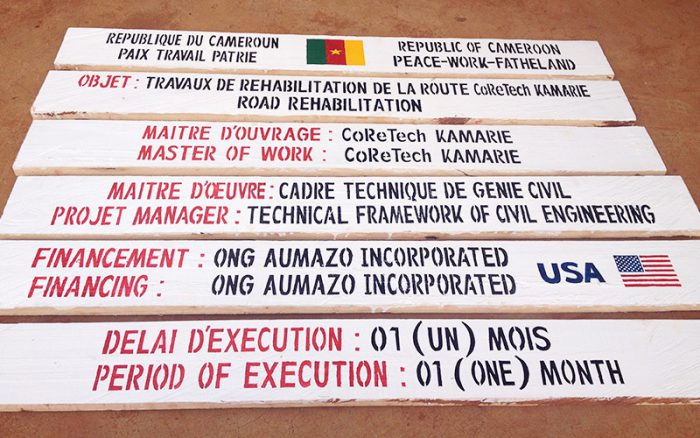 REPUBLIQUE DU CAMEROUN
PAIX TRAVAIL PATRIE
REPUBLIC OF CAMEROON
PEACE-WORK-FATHELAND
OBJET : TRAVAUX DE REHABILITATION DE LA ROUTE CoReTech KAMARIE
ROAD REHABILITATION
MAITRE D'OUVRAGE : CoReTech KAMARIE
MASTER OF WORK : CoReTech KAMARIE
MAITRE D'ŒUVRE : CADRE TECHNIQUE DE GENIE CIVIL
PROJET MANAGER : TECHNICAL FRAMEWORK OF CIVIL ENGINEERING
FINANCEMENT : ONG AUMAZO INCORPORATED
FINANCING : ONG AUMAZO INCORPORATED
USA
DELAI D'EXECUTION : 01 (UN) MOIS
PERIOD OF EXECUTION : 01 (ONE) MONTH